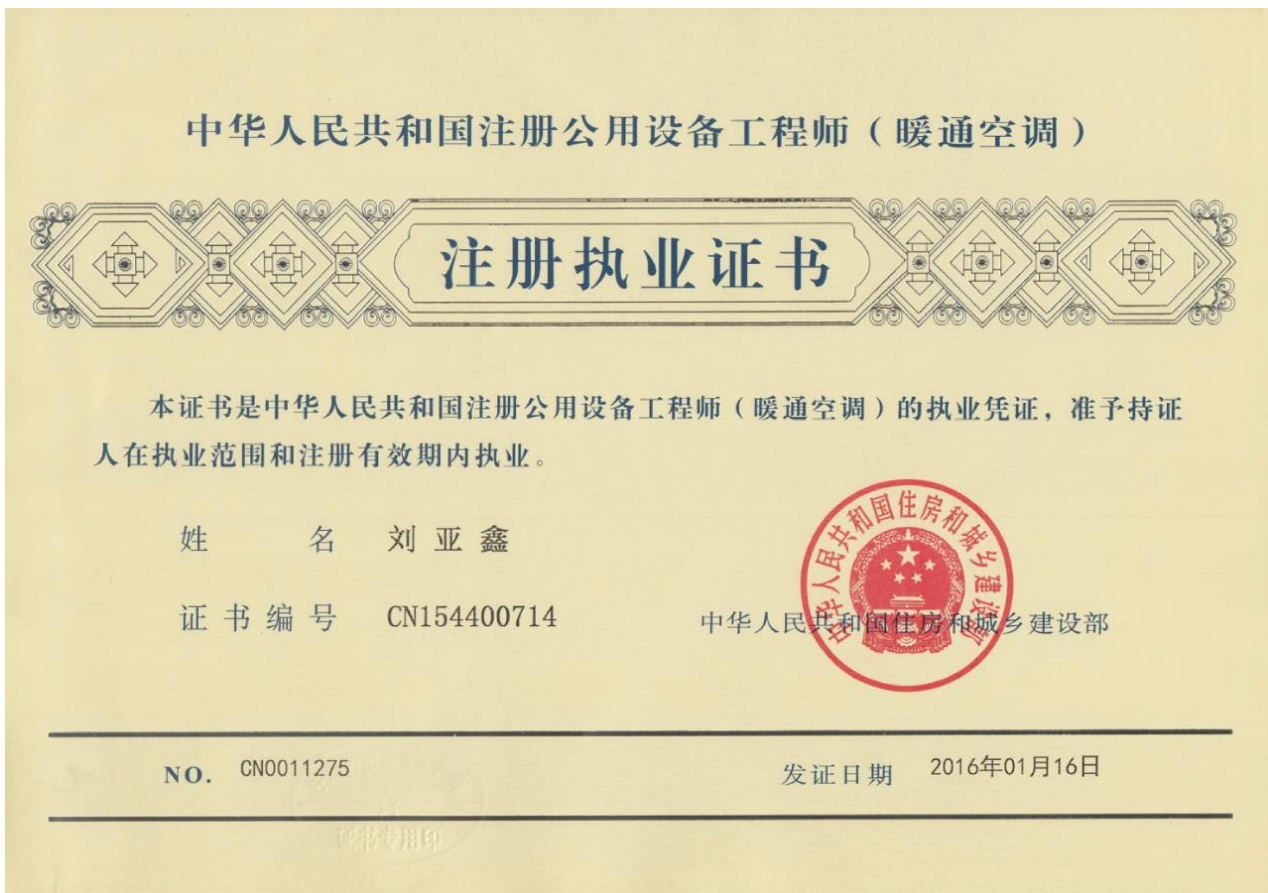 中华人民共和国注册公用设备工程师（暖通空调）
注册执业证书
本证书是中华人民共和国注册公用设备工程师（暖通空调）的执业凭证，准予持证
人在执业范围和注册有效期内执业。
姓 名 刘亚鑫
证书编号 CN154400714
中华人民共和国住房和城乡建设部
中华人民共和国住房和城乡建设部
NO. CN0011275
发证日期 2016年01月16日
证书专用印